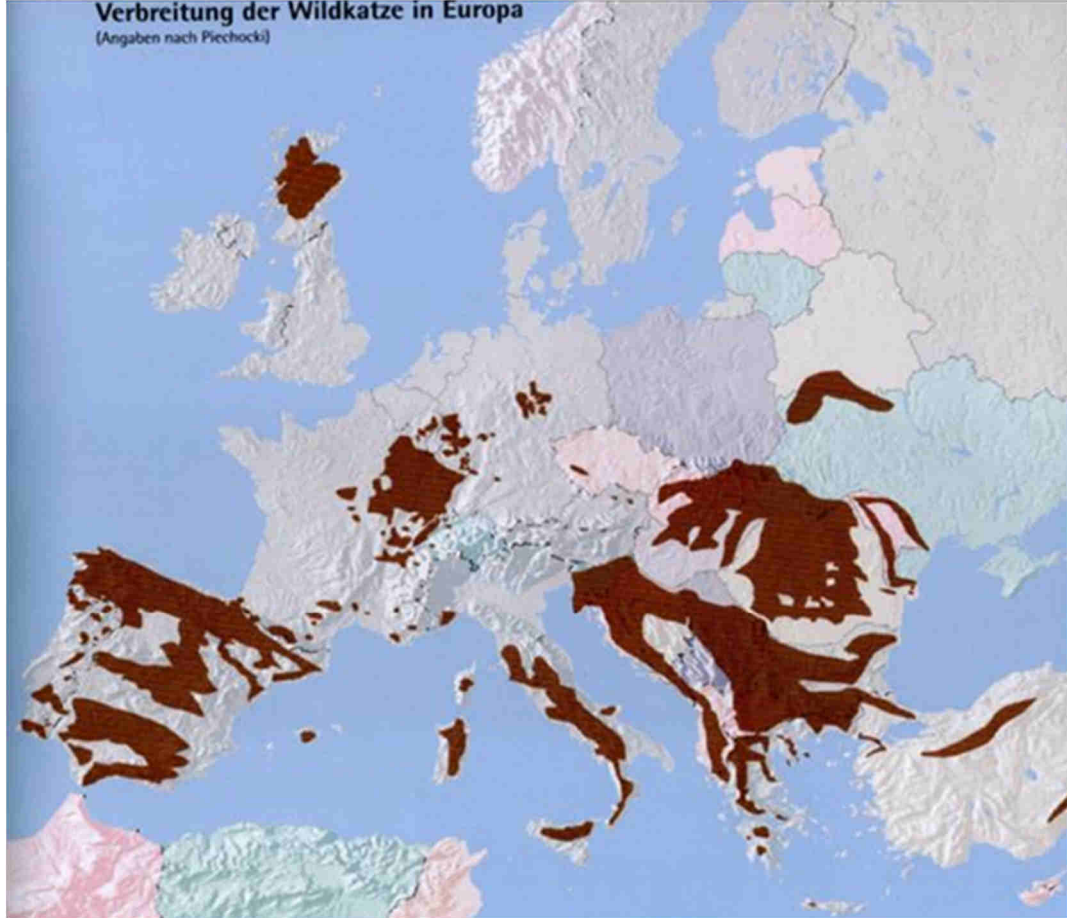 Verbreitung der Wildkatze in Europa
(Angaben nach Piechocki)